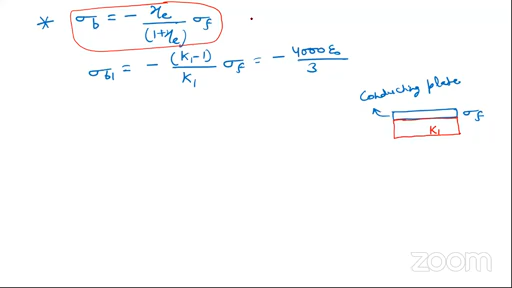 * σb = - χe/(1+χe) σf
σb1 = - (K1-1)/K1 σf = - 4000ε0/3
Conducting plate
σf
K1
zoom